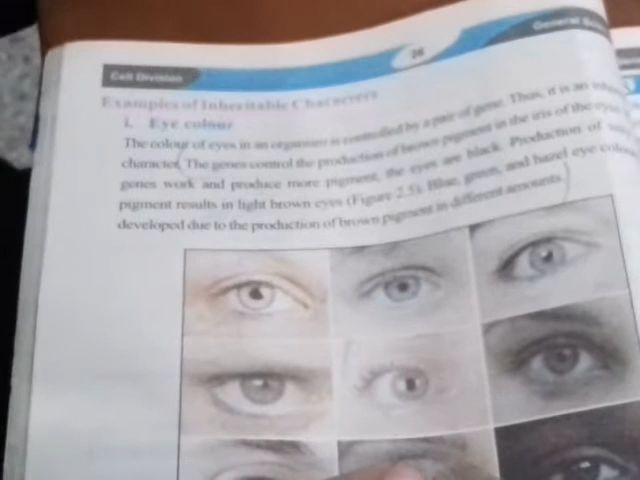 Cell Division
26
General
Examples of Inheritable Characters
i. Eye colour
The colour of eyes in an organism is controlled by a pair of gene. Thus, it is an
character. The genes control the production of brown pigment in the iris of the eyes.
genes work and produce more pigment, the eyes are black. Production of
pigment results in light brown eyes (Figure 2.5). Blue, green, and hazel eye
developed due to the production of brown pigment in different amounts.